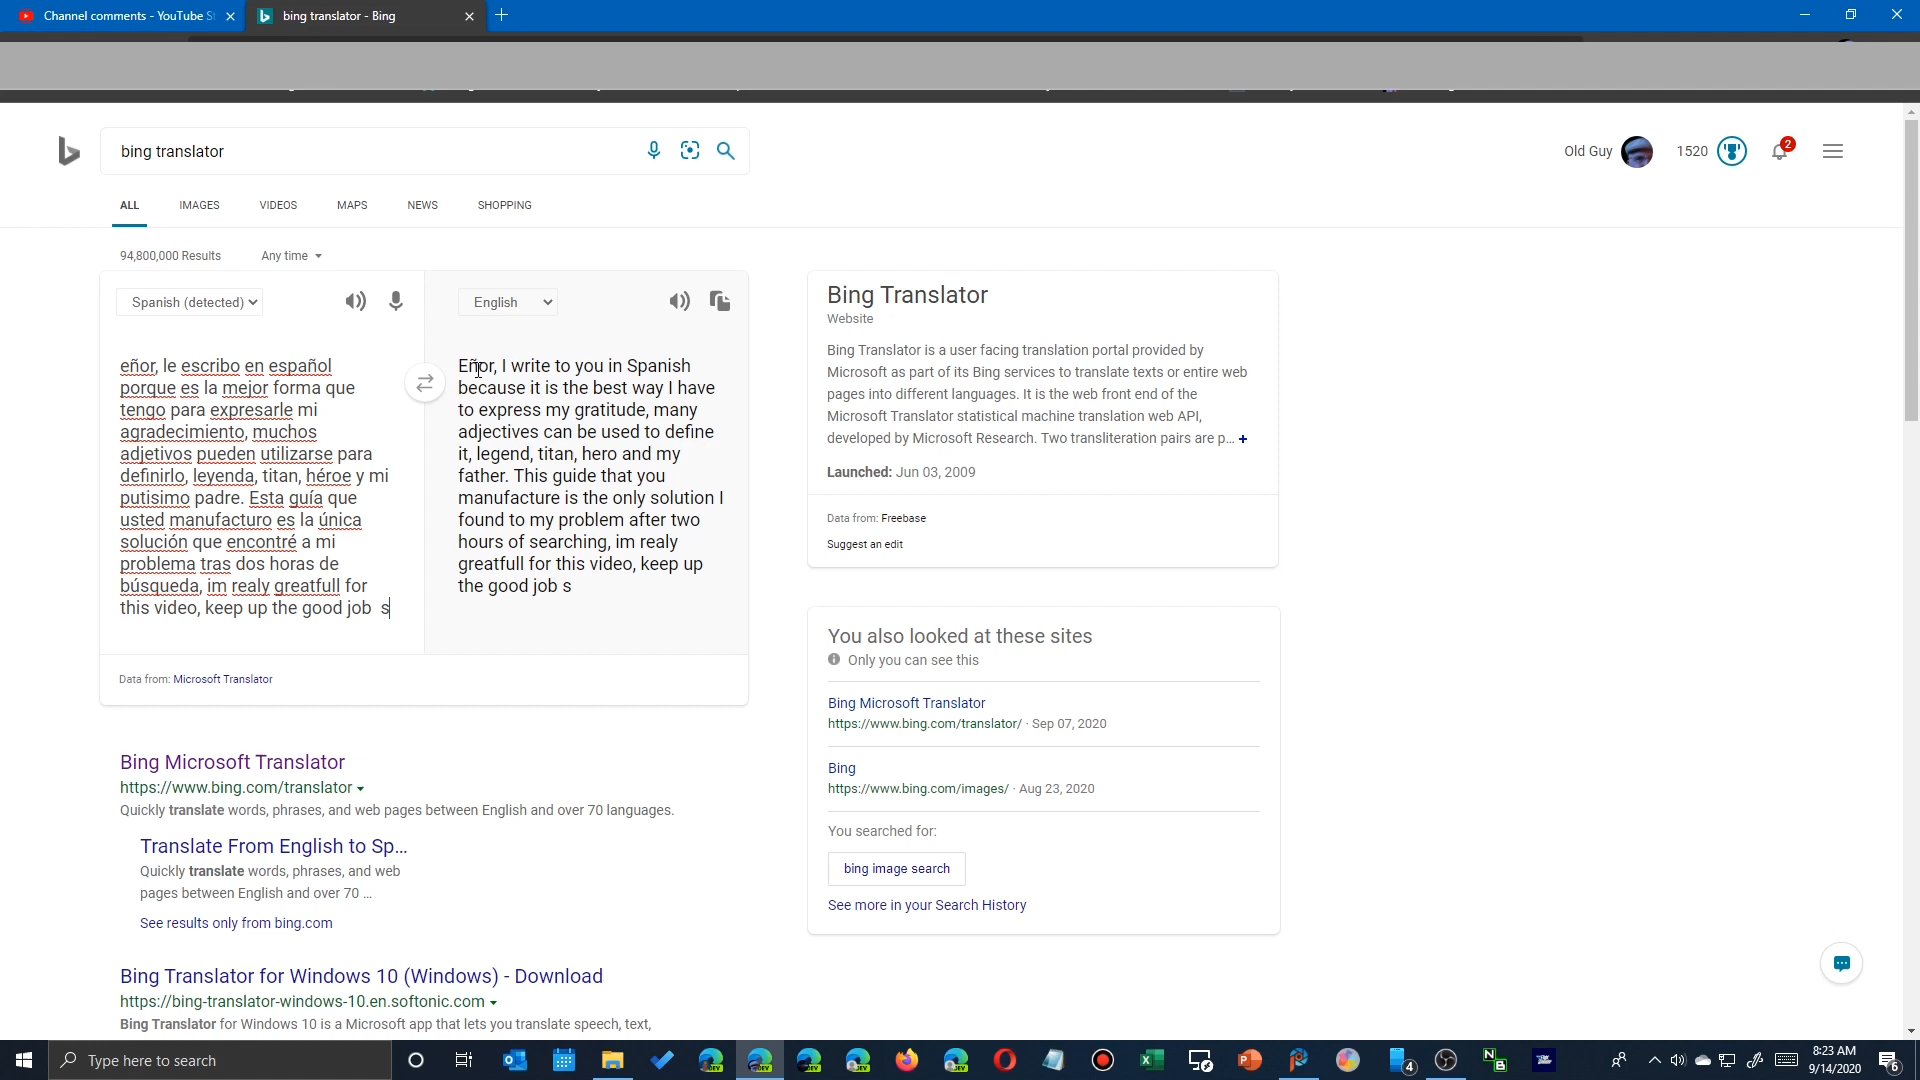 Channel comments - YouTube St
bing translator - Bing
bing translator
Old Guy
1520
2
ALL
IMAGES
VIDEOS
MAPS
NEWS
SHOPPING
94,800,000 Results
Any time
Spanish (detected)
English
eñor, le escribo en español
porque es la mejor forma que
tengo para expresarle mi
agradecimiento, muchos
adjetivos pueden utilizarse para
definirlo, leyenda, titan, héroe y mi
putisimo padre. Esta guía que
usted manufacturo es la única
solución que encontré a mi
problema tras dos horas de
búsqueda, im realy greatfull for
this video, keep up the good job  s
Eñor, I write to you in Spanish
because it is the best way I have
to express my gratitude, many
adjectives can be used to define
it, legend, titan, hero and my
father. This guide that you
manufacture is the only solution I
found to my problem after two
hours of searching, im realy
greatfull for this video, keep up
the good job s
Data from: Microsoft Translator
Bing Microsoft Translator
https://www.bing.com/translator
Quickly translate words, phrases, and web pages between English and over 70 languages.
Translate From English to Sp...
Quickly translate words, phrases, and web
pages between English and over 70 ...
See results only from bing.com
Bing Translator for Windows 10 (Windows) - Download
https://bing-translator-windows-10.en.softonic.com
Bing Translator for Windows 10 is a Microsoft app that lets you translate speech, text,
Bing Translator
Website
Bing Translator is a user facing translation portal provided by
Microsoft as part of its Bing services to translate texts or entire web
pages into different languages. It is the web front end of the
Microsoft Translator statistical machine translation web API,
developed by Microsoft Research. Two transliteration pairs are p... +
Launched: Jun 03, 2009
Data from: Freebase
Suggest an edit
You also looked at these sites
Only you can see this
Bing Microsoft Translator
https://www.bing.com/translator/ · Sep 07, 2020
Bing
https://www.bing.com/images/ · Aug 23, 2020
You searched for:
bing image search
See more in your Search History
Type here to search
4
8:23 AM
9/14/2020
6